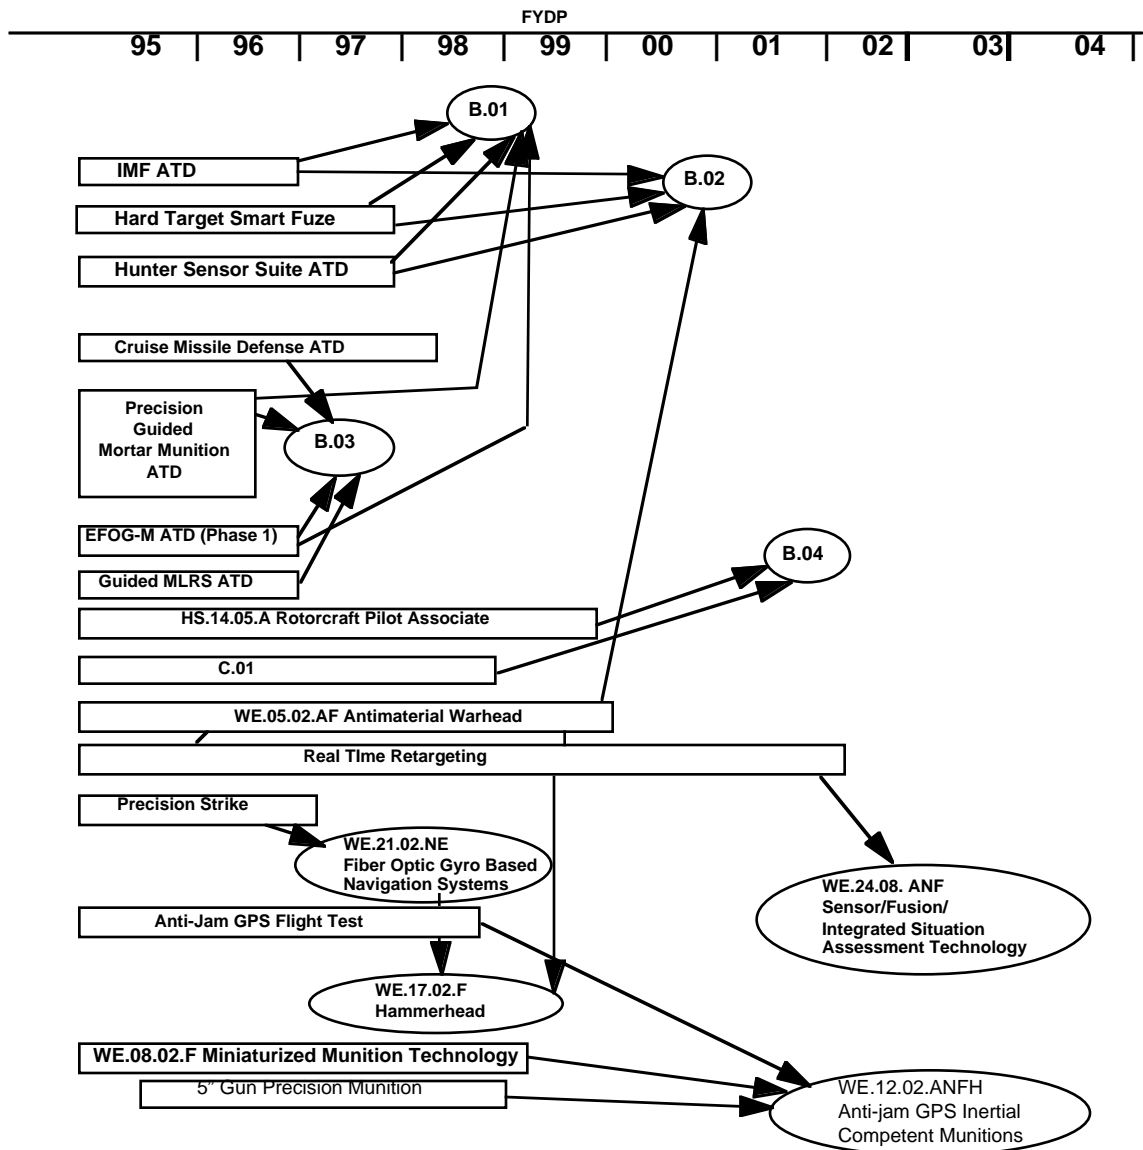 FYDP
95 | 96 | 97 | 98 | 99 | 00 | 01 | 02 | 03 | 04 |
B.01
IMF ATD
B.02
Hard Target Smart Fuze
Hunter Sensor Suite ATD
Cruise Missile Defense ATD
Precision
Guided
Mortar Munition
ATD
B.03
EFOG-M ATD (Phase 1)
B.04
Guided MLRS ATD
HS.14.05.A Rotorcraft Pilot Associate
C.01
WE.05.02.AF Antimaterial Warhead
Real TIme Retargeting
Precision Strike
WE.21.02.NE
Fiber Optic Gyro Based
Navigation Systems
WE.24.08. ANF
Sensor/Fusion/
Integrated Situation
Assessment Technology
Anti-Jam GPS Flight Test
WE.17.02.F
Hammerhead
WE.08.02.F Miniaturized Munition Technology
5" Gun Precision Munition
WE.12.02.ANFH
Anti-jam GPS Inertial
Competent Munitions